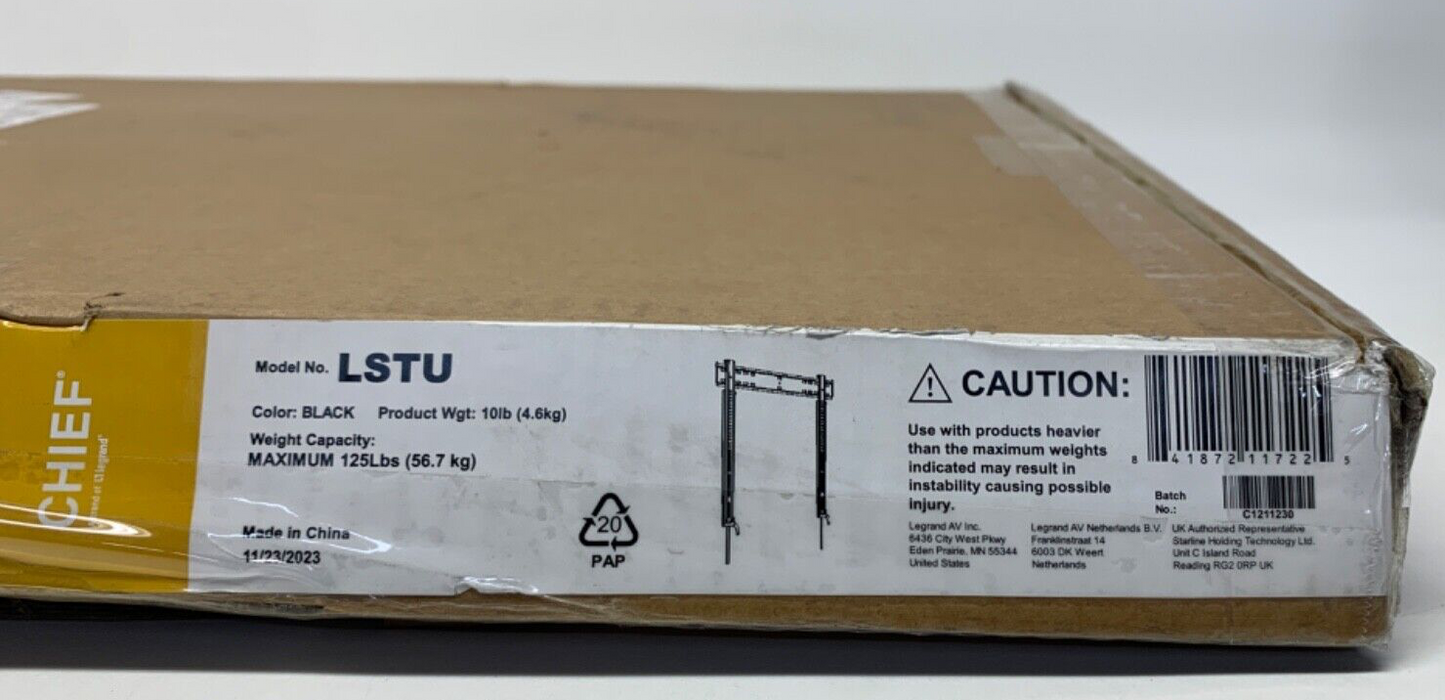 CHIEF
a brand of legrand
Model No. LSTU
Color: BLACK Product Wgt: 10lb (4.6kg)
Weight Capacity:
MAXIMUM 125Lbs (56.7 kg)
Made in China
11/23/2023
20
PAP
CAUTION:
Use with products heavier
than the maximum weights
indicated may result in
instability causing possible
injury.
Legrand AV Inc.
6436 City West Pkwy
Eden Prairie, MN 55344
United States
Legrand AV Netherlands B.V.
Franklinstraat 14
6003 DK Weert
Netherlands
UK Authorized Representative
Starline Holding Technology Ltd.
Unit C Island Road
Reading RG2 0RP UK
8 41872 11722 5
Batch
No.:
C1211230